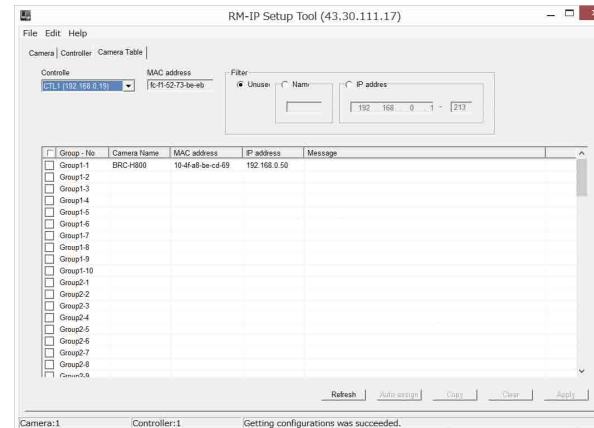 RM-IP Setup Tool (43.30.111.17)
File Edit Help
Camera Controller Camera Table
Controlle MAC address Filter
CTL1 (192.168.0.19) fc-f1-52-73-be-eb Unuse Nam IP addres
192 . 168 . 0 . 1 - 213
Group - No Camera Name MAC address IP address Message
Group1-1 BRC-H800 10-4f-a8-be-cd-69 192.168.0.50
Group1-2
Group1-3
Group1-4
Group1-5
Group1-6
Group1-7
Group1-8
Group1-9
Group1-10
Group2-1
Group2-2
Group2-3
Group2-4
Group2-5
Group2-6
Group2-7
Group2-8
Group2-9
Refresh Auto assign Copy Clear Apply
Camera:1 Controller:1 Getting configurations was succeeded.